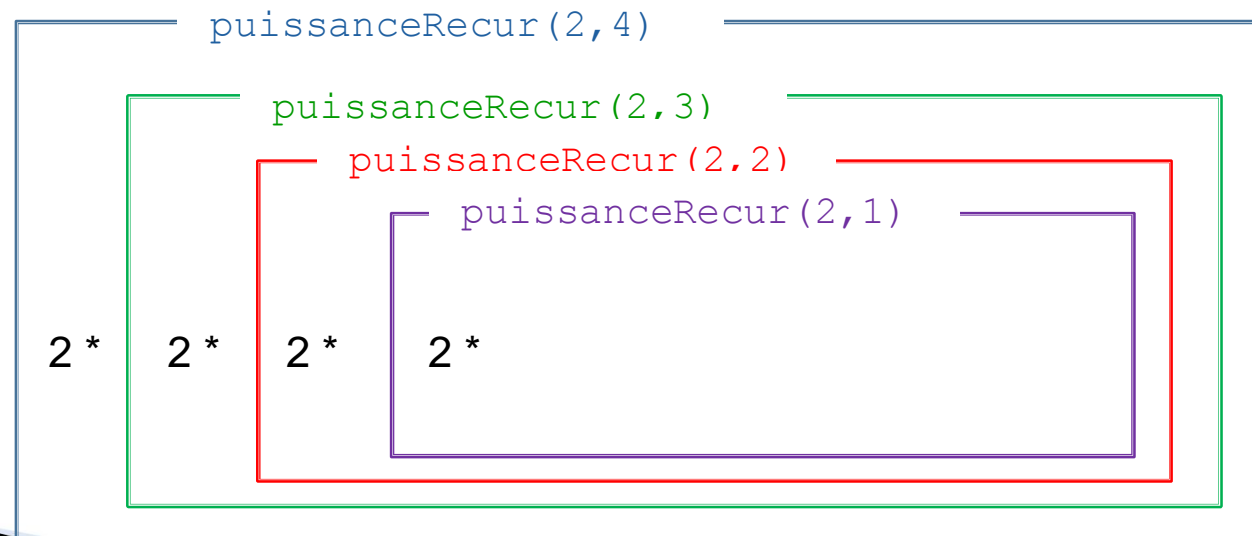 puissanceRecur(2,4)
puissanceRecur(2,3)
puissanceRecur(2,2)
puissanceRecur(2,1)
2 * 2 * 2 * 2 *